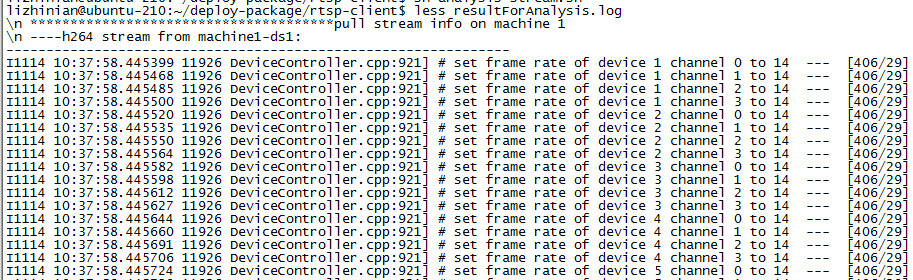 lizhinian@ubuntu-210:~/deploy-package/rtsp-client$ less resultForAnalysis.log
\n **********************************pull stream info on machine 1
\n ----h264 stream from machine1-ds1:
---------------------------------------------------------
I1114 10:37:58.445399 11926 DeviceController.cpp:921] # set frame rate of device 1 channel 0 to 14  ---  [406/29]
I1114 10:37:58.445468 11926 DeviceController.cpp:921] # set frame rate of device 1 channel 1 to 14  ---  [406/29]
I1114 10:37:58.445485 11926 DeviceController.cpp:921] # set frame rate of device 1 channel 2 to 14  ---  [406/29]
I1114 10:37:58.445500 11926 DeviceController.cpp:921] # set frame rate of device 1 channel 3 to 14  ---  [406/29]
I1114 10:37:58.445520 11926 DeviceController.cpp:921] # set frame rate of device 2 channel 0 to 14  ---  [406/29]
I1114 10:37:58.445535 11926 DeviceController.cpp:921] # set frame rate of device 2 channel 1 to 14  ---  [406/29]
I1114 10:37:58.445550 11926 DeviceController.cpp:921] # set frame rate of device 2 channel 2 to 14  ---  [406/29]
I1114 10:37:58.445564 11926 DeviceController.cpp:921] # set frame rate of device 2 channel 3 to 14  ---  [406/29]
I1114 10:37:58.445582 11926 DeviceController.cpp:921] # set frame rate of device 3 channel 0 to 14  ---  [406/29]
I1114 10:37:58.445598 11926 DeviceController.cpp:921] # set frame rate of device 3 channel 1 to 14  ---  [406/29]
I1114 10:37:58.445612 11926 DeviceController.cpp:921] # set frame rate of device 3 channel 2 to 14  ---  [406/29]
I1114 10:37:58.445627 11926 DeviceController.cpp:921] # set frame rate of device 3 channel 3 to 14  ---  [406/29]
I1114 10:37:58.445644 11926 DeviceController.cpp:921] # set frame rate of device 4 channel 0 to 14  ---  [406/29]
I1114 10:37:58.445660 11926 DeviceController.cpp:921] # set frame rate of device 4 channel 1 to 14  ---  [406/29]
I1114 10:37:58.445691 11926 DeviceController.cpp:921] # set frame rate of device 4 channel 2 to 14  ---  [406/29]
I1114 10:37:58.445706 11926 DeviceController.cpp:921] # set frame rate of device 4 channel 3 to 14  ---  [406/29]
I1114 10:37:58.445724 11926 DeviceController.cpp:921] # set frame rate of device 5 channel 0 to 14  ---  [406/29]